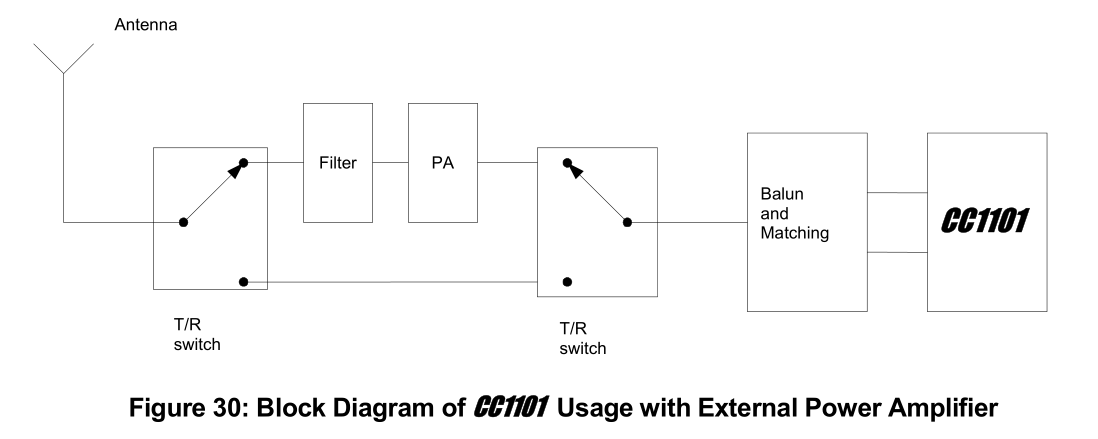 Antenna
Filter
PA
Balun
and
Matching
CC1101
T/R
switch
T/R
switch
Figure 30: Block Diagram of CC1101 Usage with External Power Amplifier